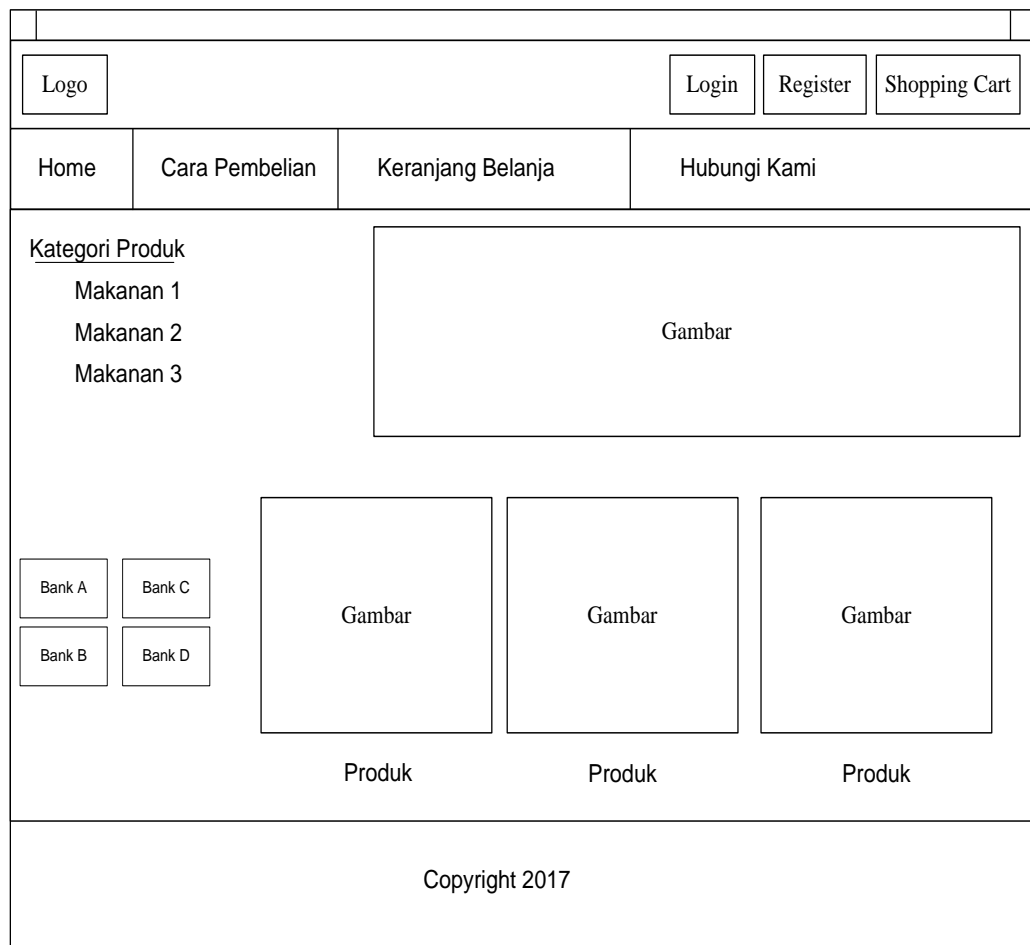 Logo
Login
Register
Shopping Cart
Home
Cara Pembelian
Keranjang Belanja
Hubungi Kami
Kategori Produk
Makanan 1
Makanan 2
Makanan 3
Gambar
Bank A
Bank C
Bank B
Bank D
Gambar
Gambar
Gambar
Produk
Produk
Produk
Copyright 2017